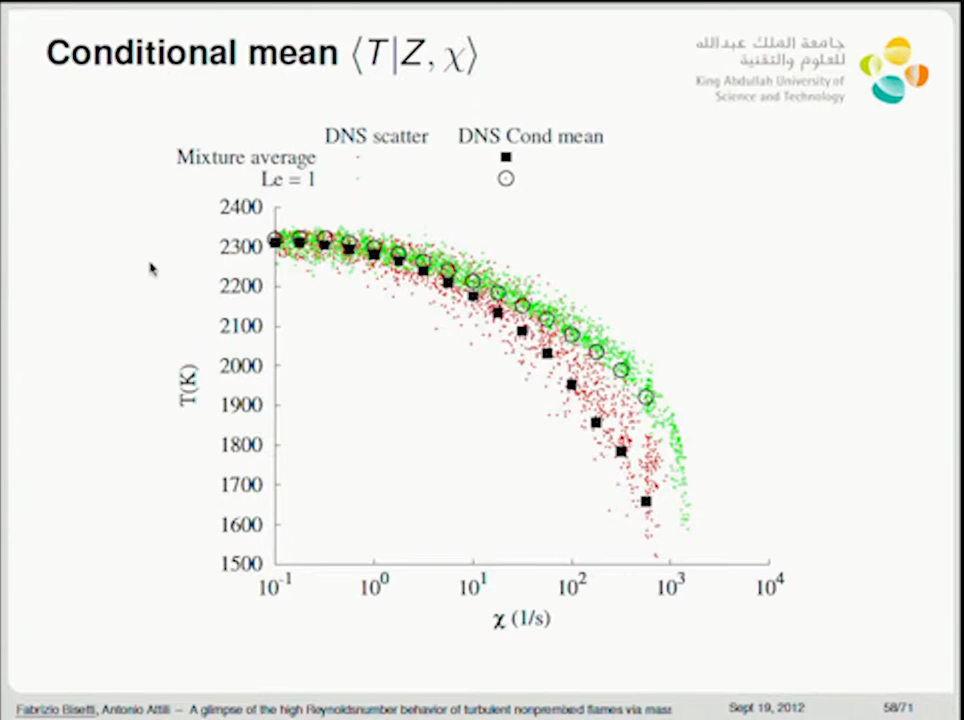 Conditional mean ⟨T|Z, χ⟩
جامعة الملك عبدالله
للعلوم والتقنية
King Abdullah University of
Science and Technology
DNS scatter DNS Cond mean
Mixture average
Le = 1
2400
2300
2200
2100
2000
1900
1800
1700
1600
1500
T(K)
10⁻¹ 10⁰ 10¹ 10² 10³ 10⁴
χ (1/s)
Fabrizio Bisetti, Antonio Attili – A glimpse of the high Reynoldsnumber behavior of turbulent nonpremixed flames via mass Sept 19, 2012 58/71